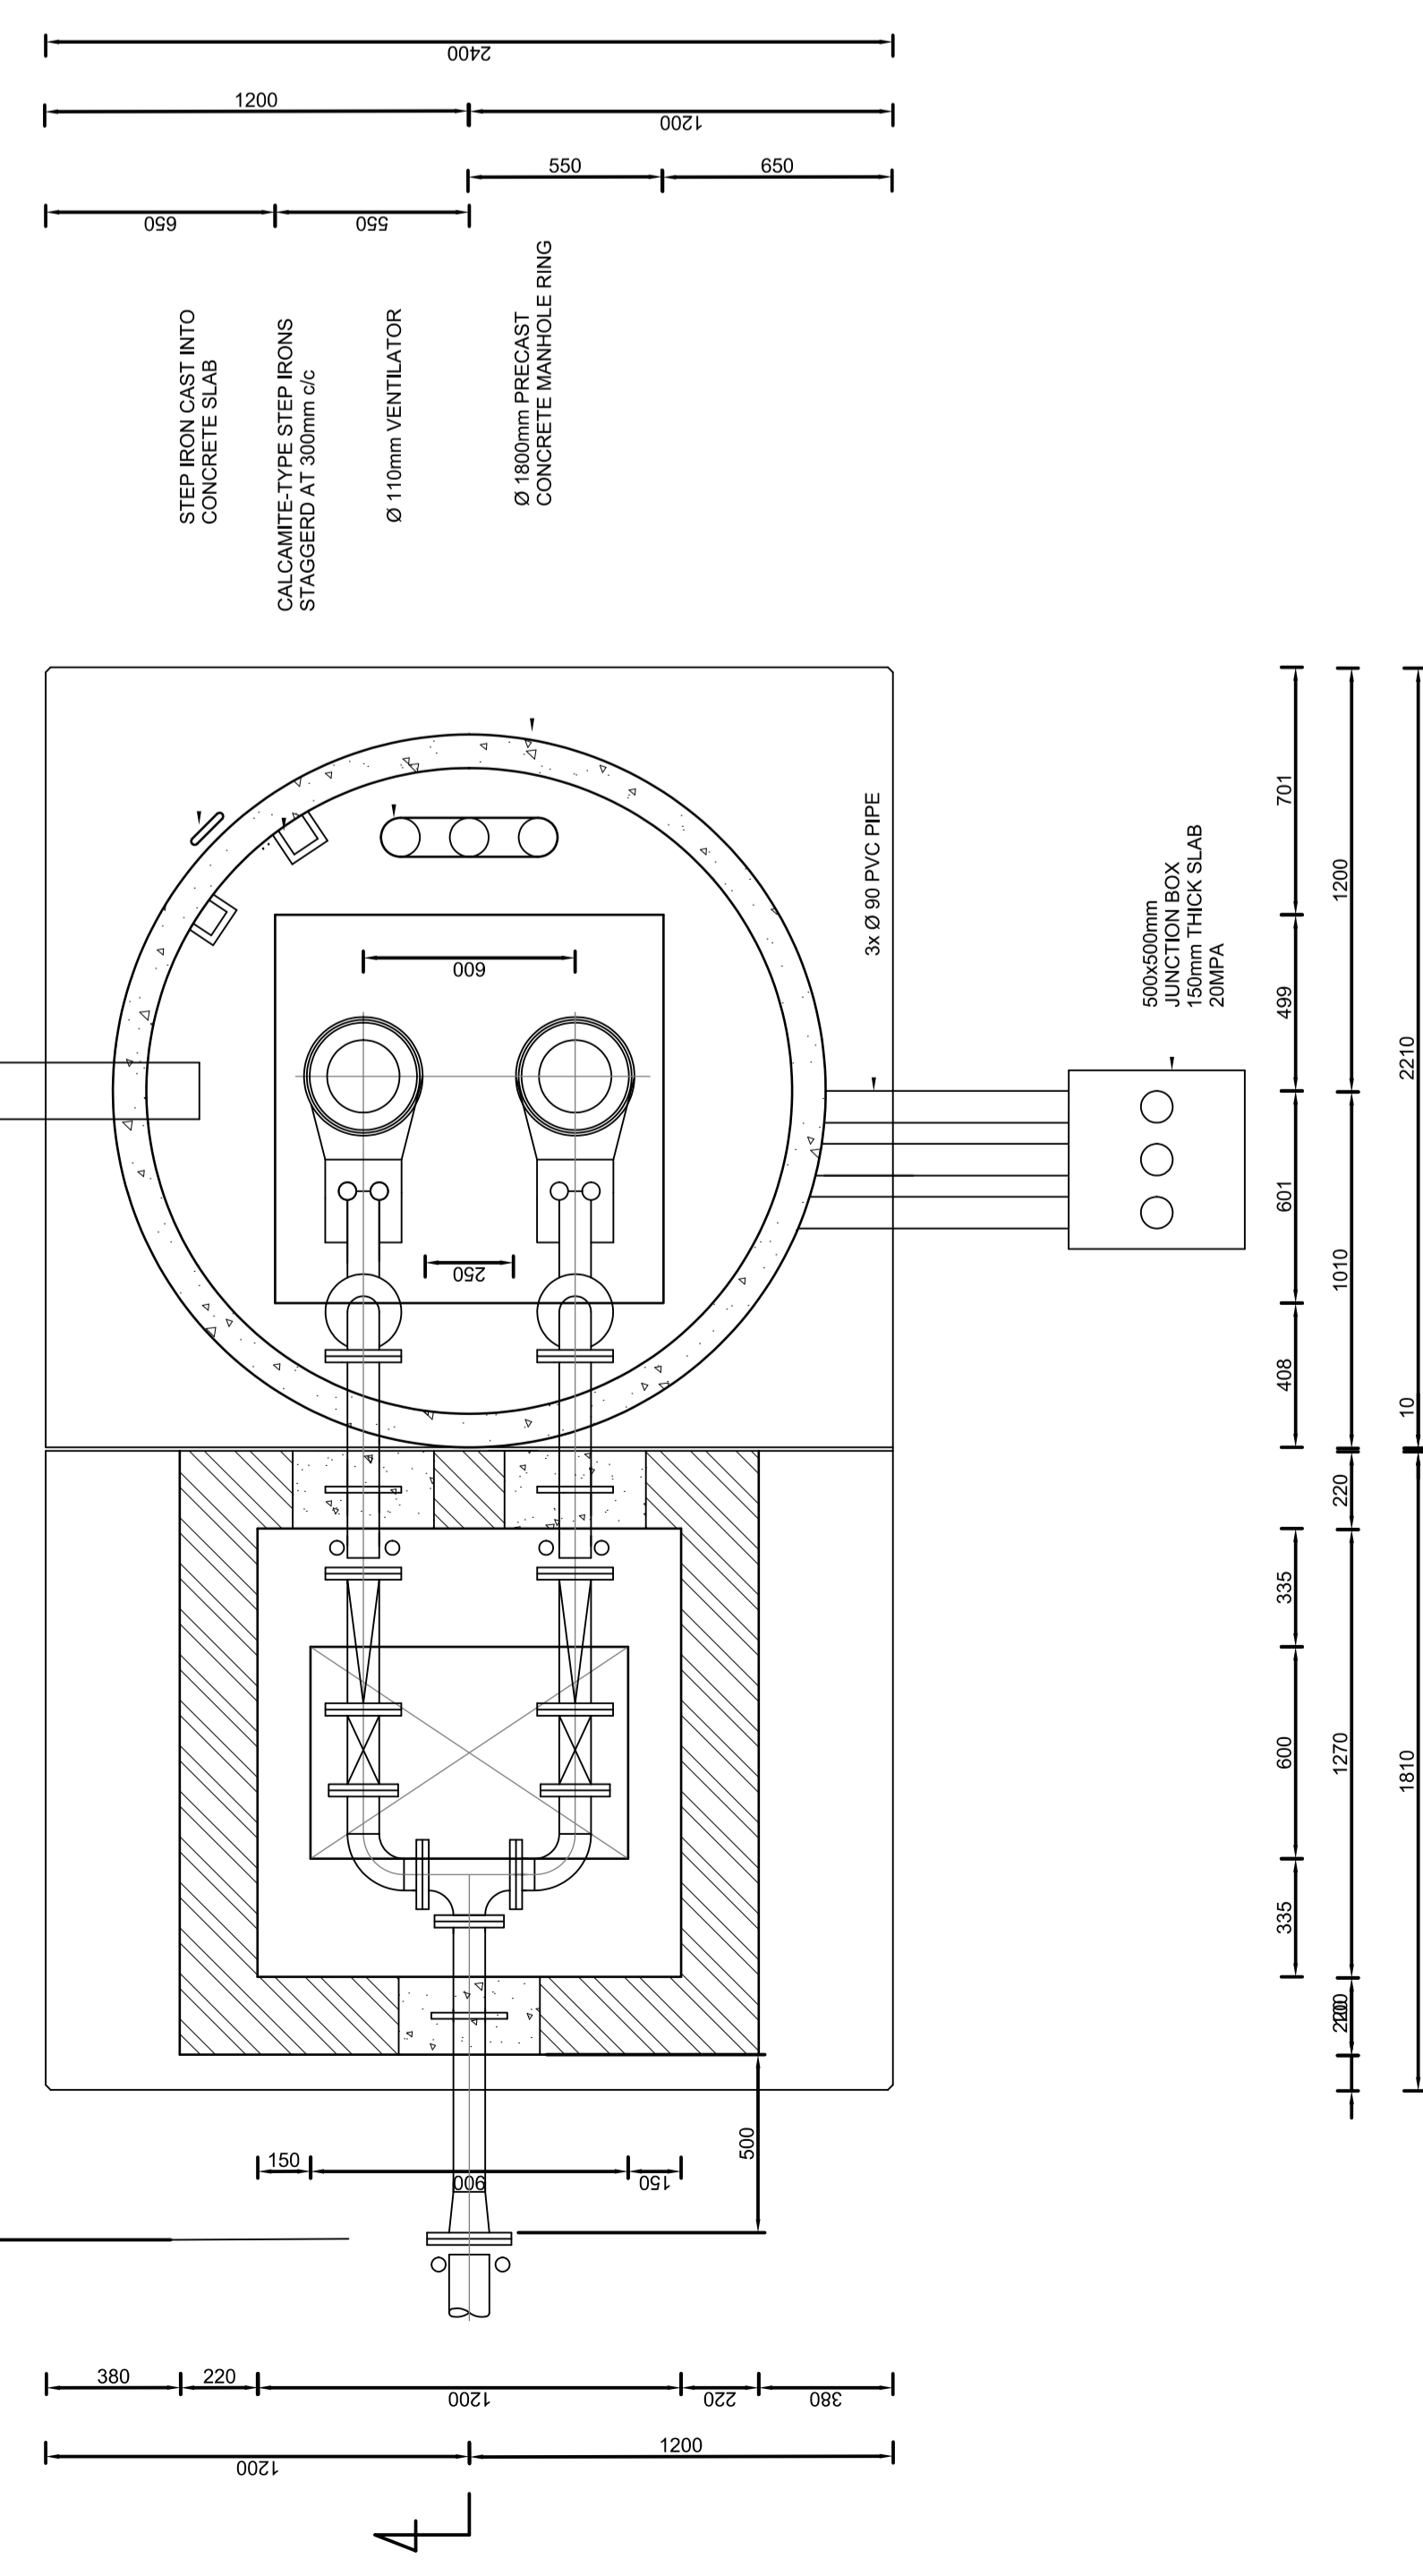 2400
1200
1200
550
650
650
550
STEP IRON CAST INTO
CONCRETE SLAB
CALCAMITE-TYPE STEP IRONS
STAGGERD AT 300mm c/c
Ø 110mm VENTILATOR
Ø 1800mm PRECAST
CONCRETE MANHOLE RING
600
250
3x Ø 90 PVC PIPE
500x500mm
JUNCTION BOX
150mm THICK SLAB
20MPA
701
499
601
408
335
600
335
1200
1010
220
1270
2210
10
1810
500
150
900
150
380
220
1200
220
380
1200
1200